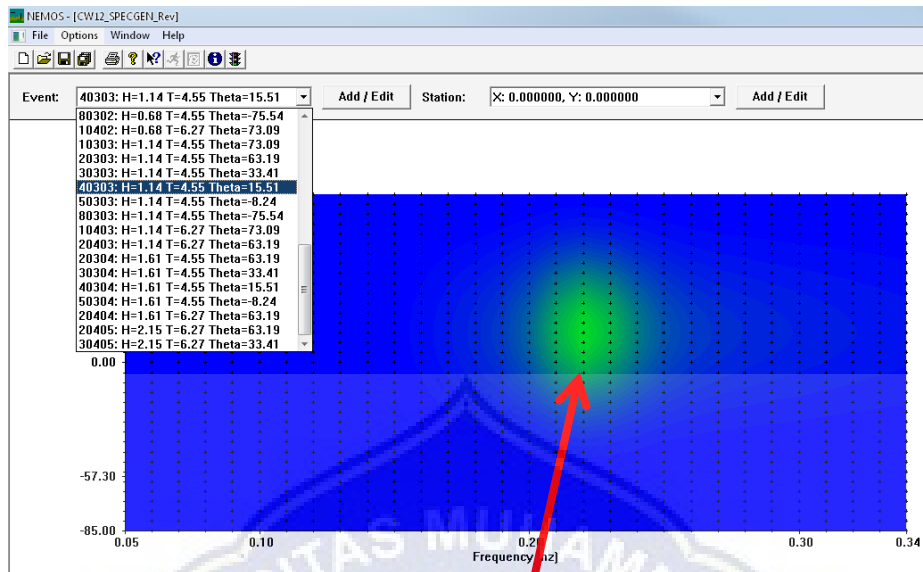 NEMOS - [CW12_SPECGEN_Rev]
File Options Window Help
Event: 40303: H=1.14 T=4.55 Theta=15.51 Add / Edit Station: X: 0.000000, Y: 0.000000 Add / Edit
80302: H=0.68 T=4.55 Theta=-75.54
10402: H=0.68 T=6.27 Theta=73.09
10303: H=1.14 T=4.55 Theta=73.09
20303: H=1.14 T=4.55 Theta=63.19
30303: H=1.14 T=4.55 Theta=33.41
40303: H=1.14 T=4.55 Theta=15.51
50303: H=1.14 T=4.55 Theta=-8.24
80303: H=1.14 T=4.55 Theta=-75.54
10403: H=1.14 T=6.27 Theta=73.09
20403: H=1.14 T=6.27 Theta=63.19
20304: H=1.61 T=4.55 Theta=63.19
30304: H=1.61 T=4.55 Theta=33.41
40304: H=1.61 T=4.55 Theta=15.51
50304: H=1.61 T=4.55 Theta=-8.24
20404: H=1.61 T=6.27 Theta=63.19
20405: H=2.15 T=6.27 Theta=63.19
30405: H=2.15 T=6.27 Theta=33.41
0.00
-57.30
-85.00
0.05 0.10 0.20 0.30 0.34
Frequency [hz]